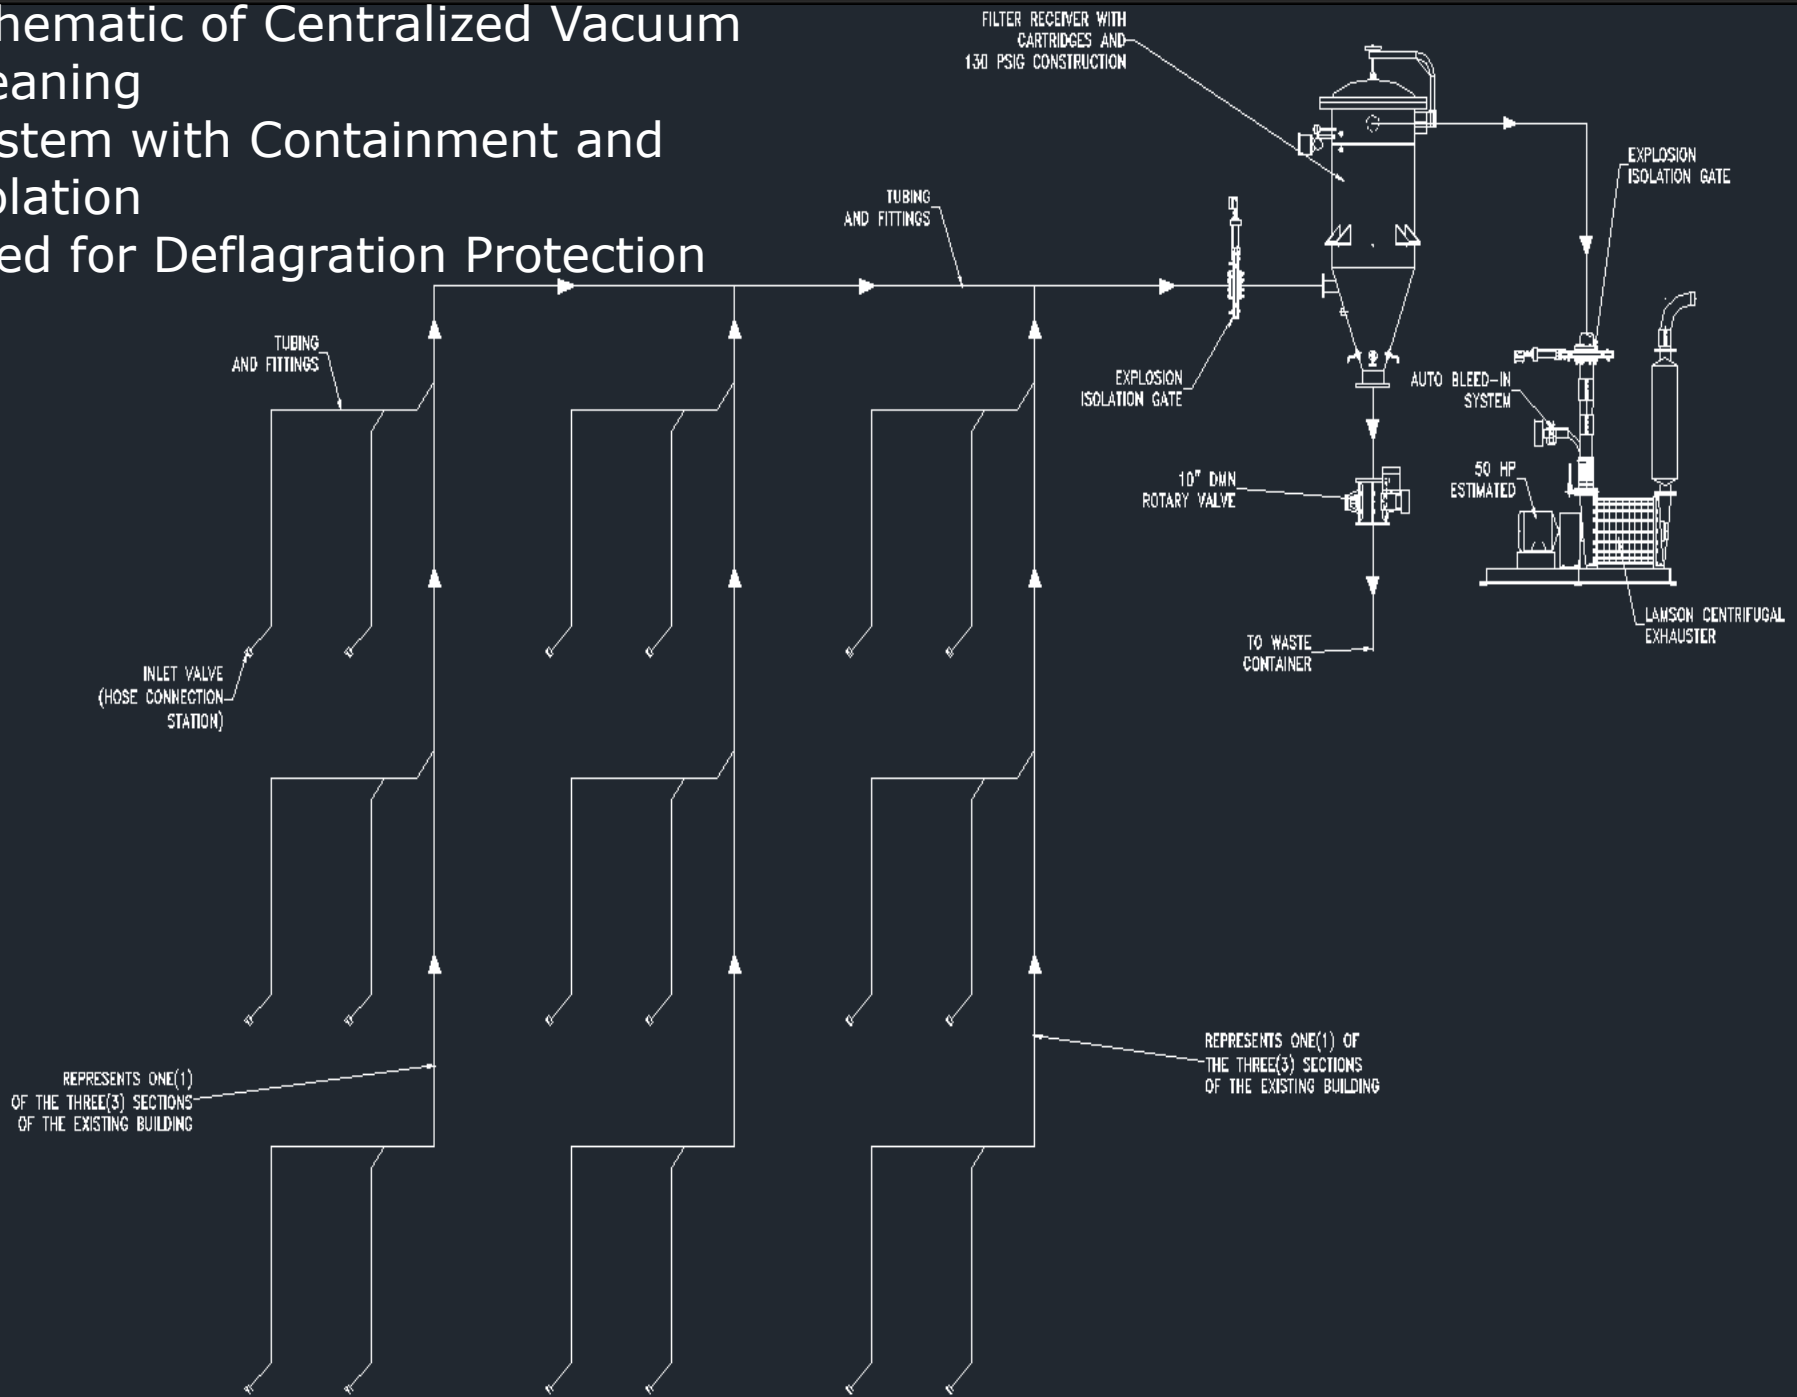 hematic of Centralized Vacuum
eaning
stem with Containment and
olation
ed for Deflagration Protection
FILTER RECEIVER WITH
CARTRIDGES AND
130 PSIG CONSTRUCTION
EXPLOSION
ISOLATION GATE
TUBING
AND FITTINGS
TUBING
AND FITTINGS
EXPLOSION
ISOLATION GATE
AUTO BLEED-IN
SYSTEM
10" DMN
ROTARY VALVE
50 HP
ESTIMATED
LAMSON CENTRIFUGAL
EXHAUSTER
TO WASTE
CONTAINER
INLET VALVE
(HOSE CONNECTION
STATION)
REPRESENTS ONE(1) OF
THE THREE(3) SECTIONS
OF THE EXISTING BUILDING
REPRESENTS ONE(1)
OF THE THREE(3) SECTIONS
OF THE EXISTING BUILDING